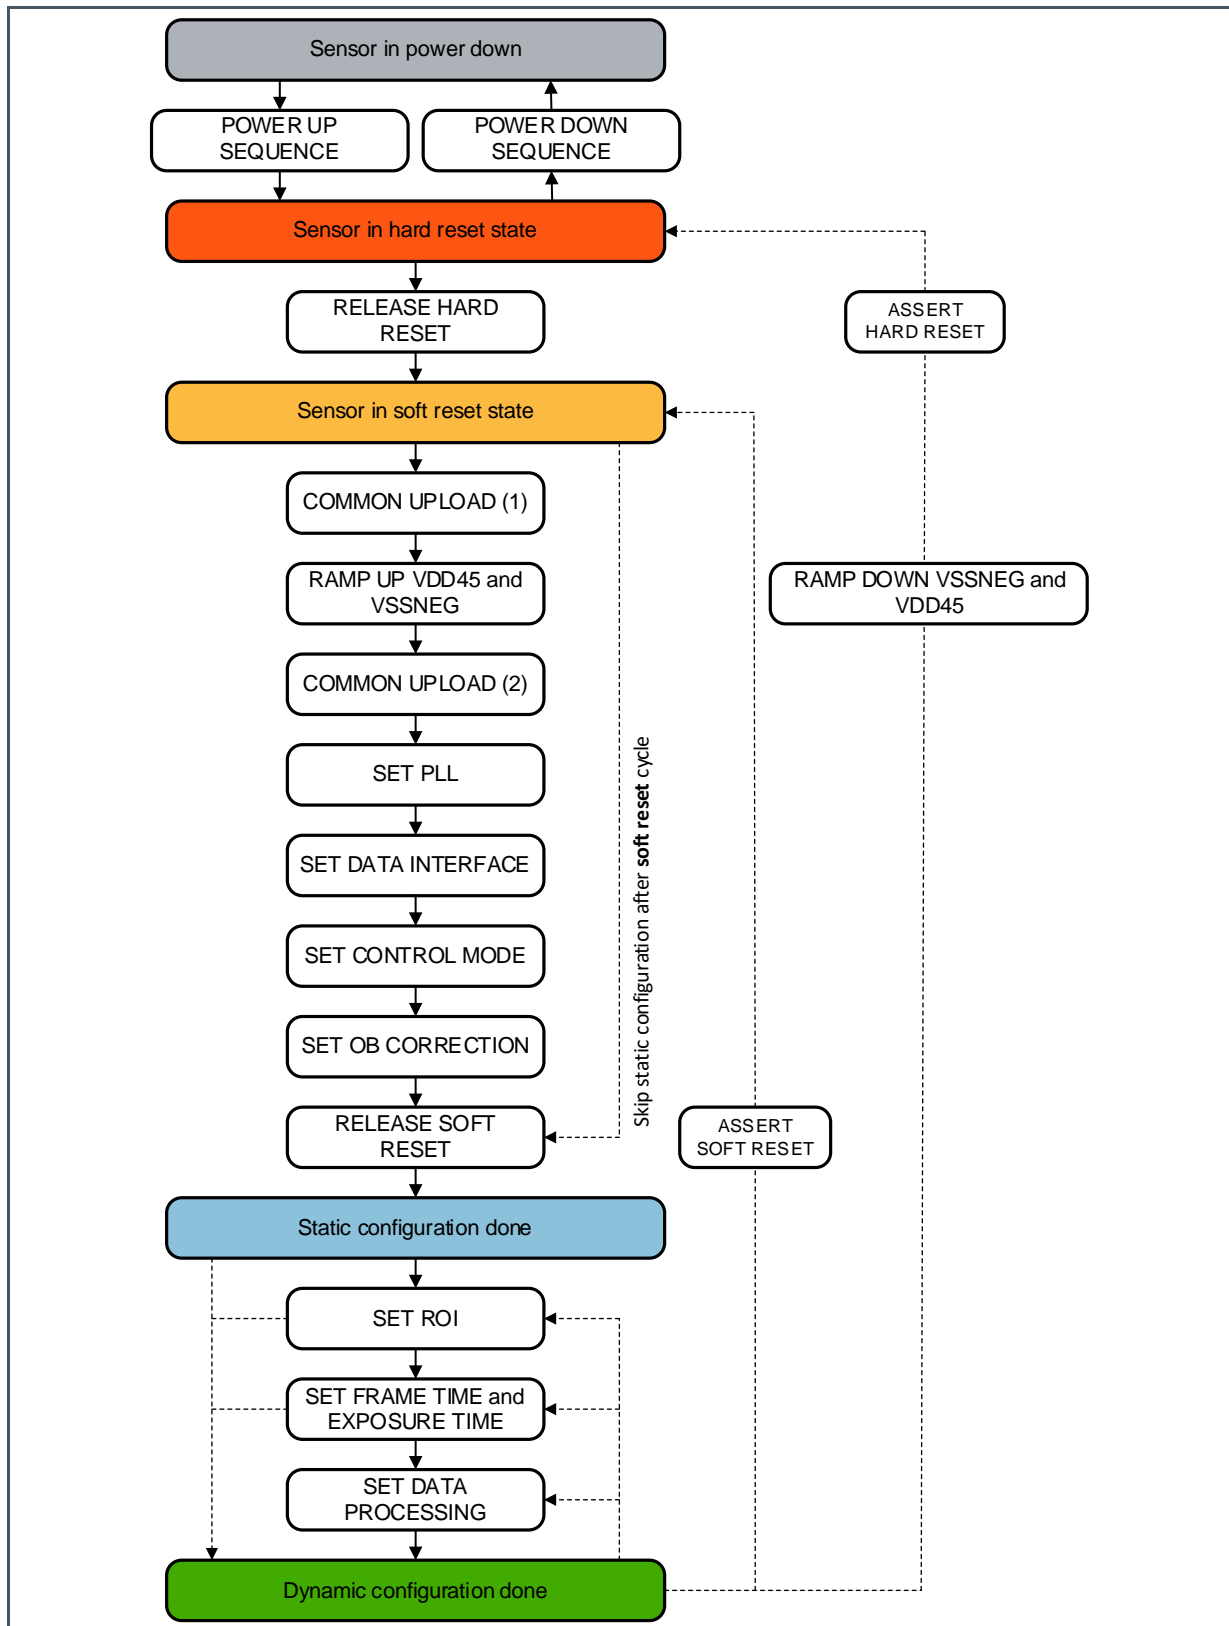 Sensor in power down
POWER UP
SEQUENCE
POWER DOWN
SEQUENCE
Sensor in hard reset state
RELEASE HARD
RESET
ASSERT
HARD RESET
Sensor in soft reset state
COMMON UPLOAD (1)
RAMP UP VDD45 and
VSSNEG
RAMP DOWN VSSNEG and
VDD45
COMMON UPLOAD (2)
SET PLL
SET DATA INTERFACE
SET CONTROL MODE
SET OB CORRECTION
Skip static configuration after soft reset cycle
RELEASE SOFT
RESET
ASSERT
SOFT RESET
Static configuration done
SET ROI
SET FRAME TIME and
EXPOSURE TIME
SET DATA
PROCESSING
Dynamic configuration done